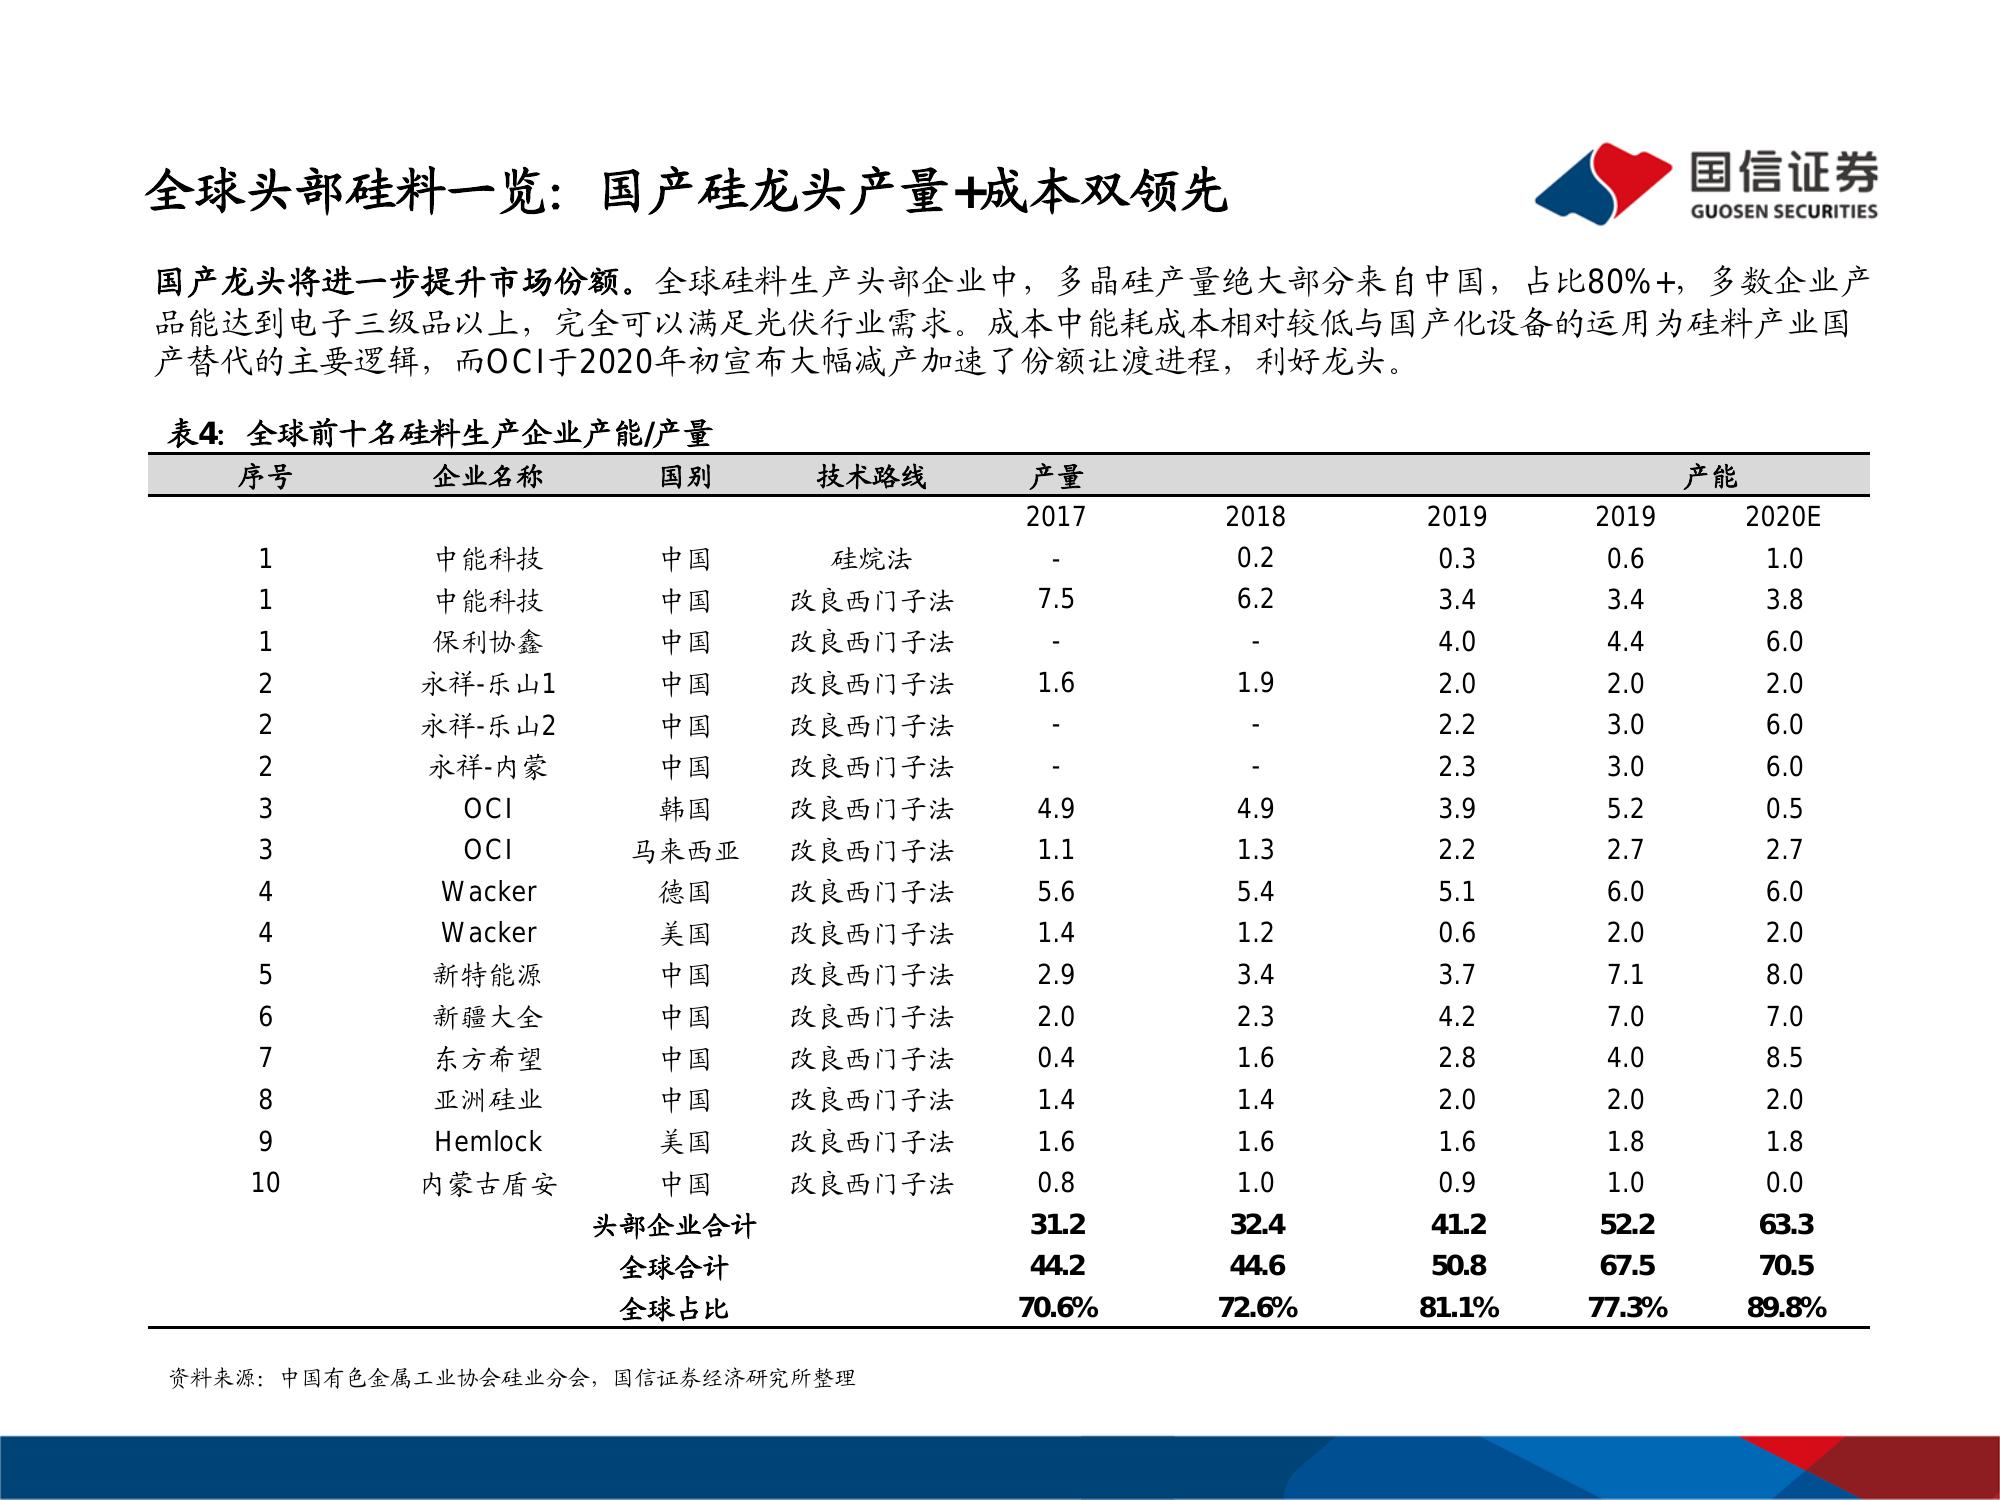 全球头部硅料一览：国产硅龙头产量+成本双领先
国信证券
GUOSEN SECURITIES
国产龙头将进一步提升市场份额。全球硅料生产头部企业中，多晶硅产量绝大部分来自中国，占比80%+，多数企业产
品能达到电子三级品以上，完全可以满足光伏行业需求。成本中能耗成本相对较低与国产化设备的运用为硅料产业国
产替代的主要逻辑，而OCI于2020年初宣布大幅减产加速了份额让渡进程，利好龙头。
表4：全球前十名硅料生产企业产能/产量
序号 企业名称 国别 技术路线 产量 产能
2017 2018 2019 2019 2020E
1 中能科技 中国 硅烷法 - 0.2 0.3 0.6 1.0
1 中能科技 中国 改良西门子法 7.5 6.2 3.4 3.4 3.8
1 保利协鑫 中国 改良西门子法 - - 4.0 4.4 6.0
2 永祥-乐山1 中国 改良西门子法 1.6 1.9 2.0 2.0 2.0
2 永祥-乐山2 中国 改良西门子法 - - 2.2 3.0 6.0
2 永祥-内蒙 中国 改良西门子法 - - 2.3 3.0 6.0
3 OCI 韩国 改良西门子法 4.9 4.9 3.9 5.2 0.5
3 OCI 马来西亚 改良西门子法 1.1 1.3 2.2 2.7 2.7
4 Wacker 德国 改良西门子法 5.6 5.4 5.1 6.0 6.0
4 Wacker 美国 改良西门子法 1.4 1.2 0.6 2.0 2.0
5 新特能源 中国 改良西门子法 2.9 3.4 3.7 7.1 8.0
6 新疆大全 中国 改良西门子法 2.0 2.3 4.2 7.0 7.0
7 东方希望 中国 改良西门子法 0.4 1.6 2.8 4.0 8.5
8 亚洲硅业 中国 改良西门子法 1.4 1.4 2.0 2.0 2.0
9 Hemlock 美国 改良西门子法 1.6 1.6 1.6 1.8 1.8
10 内蒙古盾安 中国 改良西门子法 0.8 1.0 0.9 1.0 0.0
头部企业合计 31.2 32.4 41.2 52.2 63.3
全球合计 44.2 44.6 50.8 67.5 70.5
全球占比 70.6% 72.6% 81.1% 77.3% 89.8%
资料来源：中国有色金属工业协会硅业分会，国信证券经济研究所整理